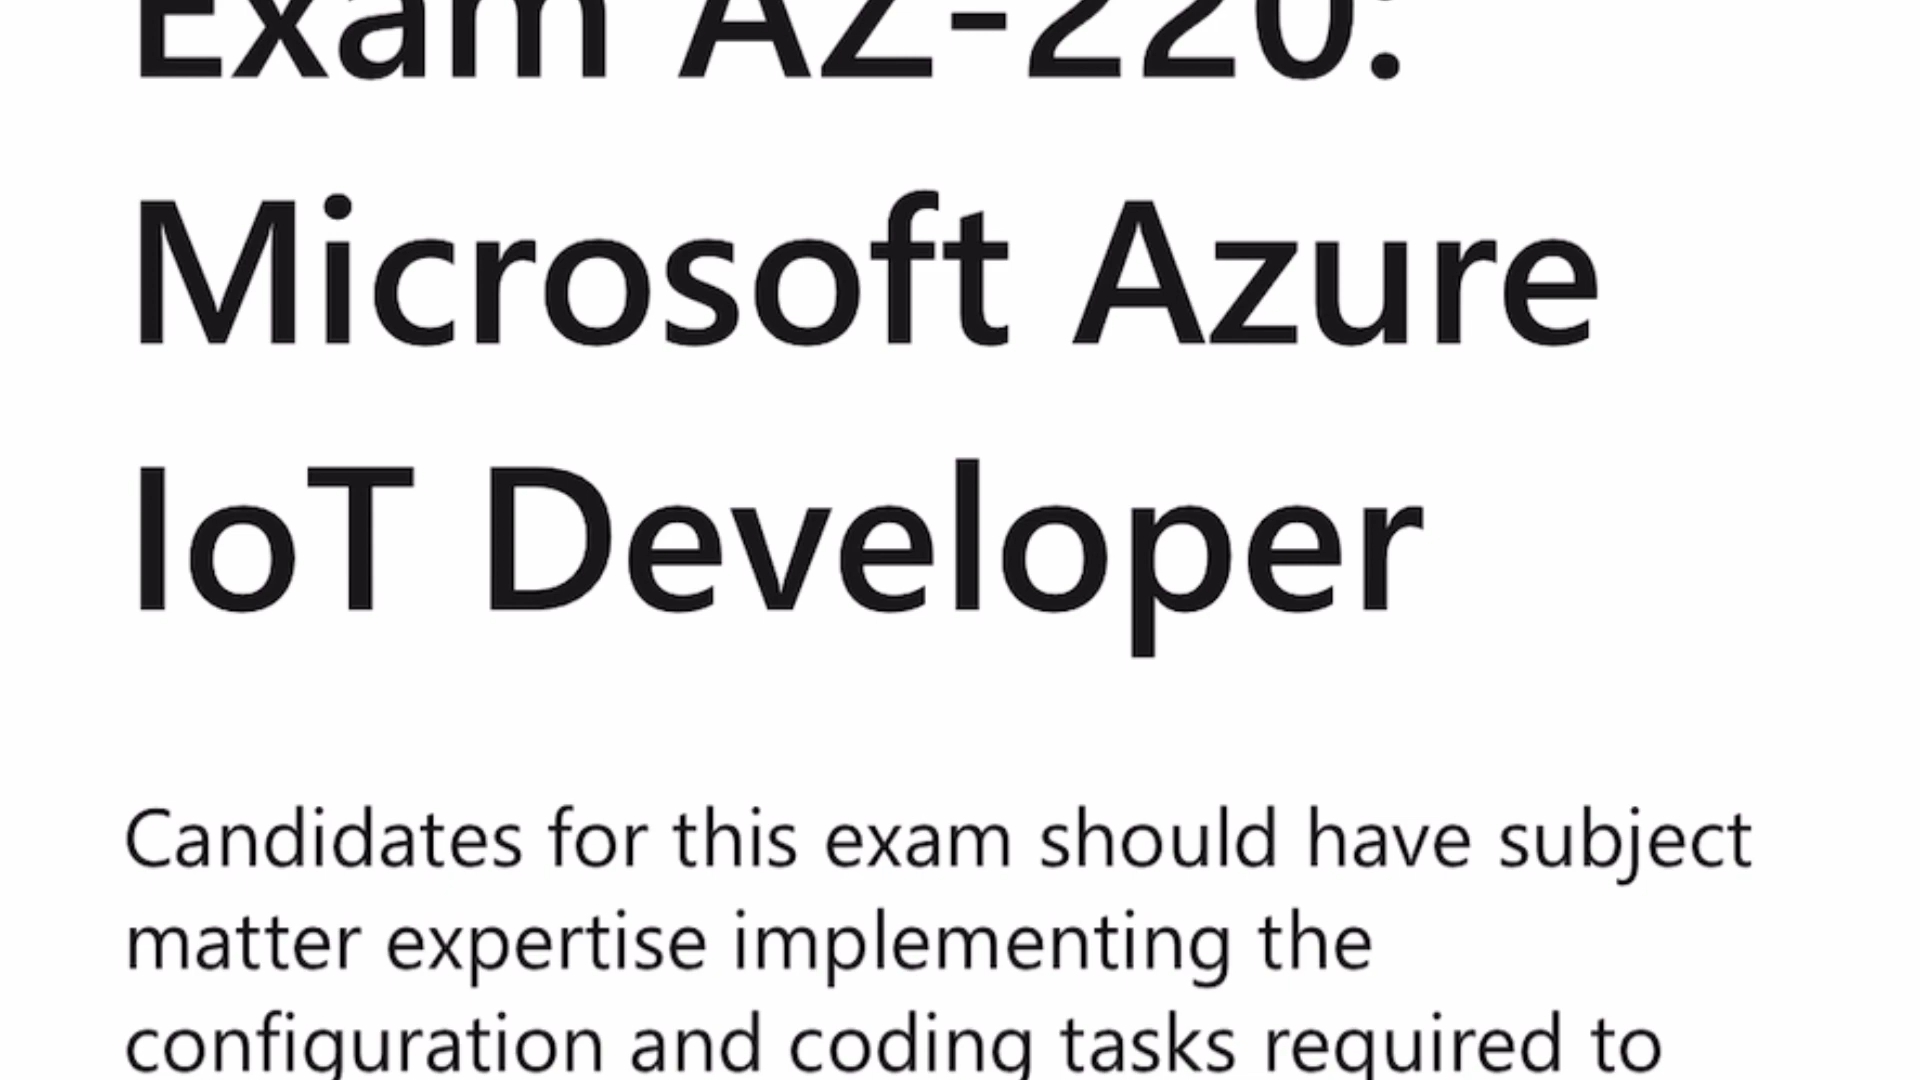 Exam AZ-220:
Microsoft Azure
IoT Developer
Candidates for this exam should have subject
matter expertise implementing the
configuration and coding tasks required to